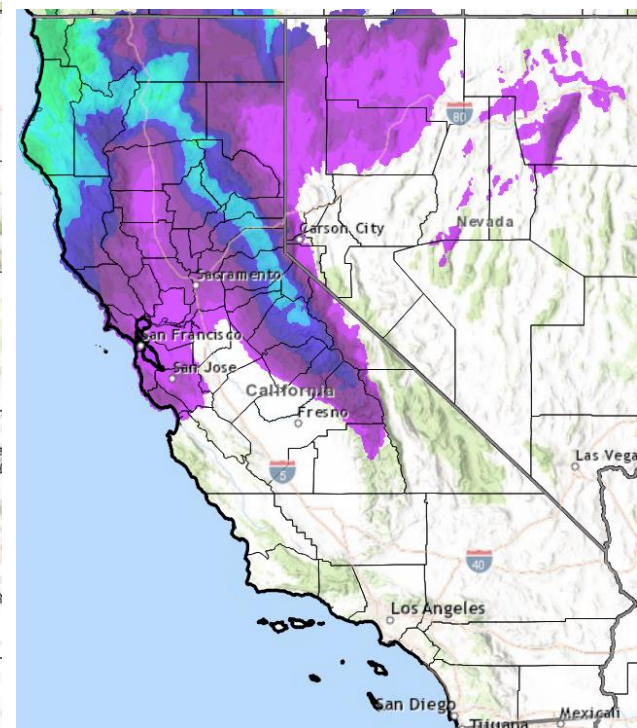 80
Carson City
Nevada
Sacramento
San Francisco
San Jose
California
Fresno
5
Las Vega
40
Los Angeles
San Diego
Mexicali
Tijuana